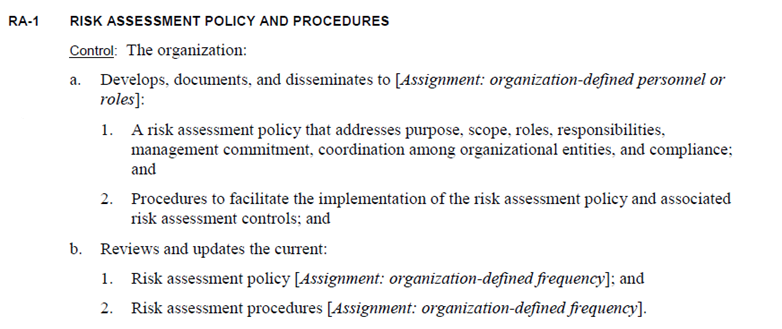 RA-1 RISK ASSESSMENT POLICY AND PROCEDURES
Control: The organization:
a. Develops, documents, and disseminates to [Assignment: organization-defined personnel or
roles]:
1. A risk assessment policy that addresses purpose, scope, roles, responsibilities,
management commitment, coordination among organizational entities, and compliance;
and
2. Procedures to facilitate the implementation of the risk assessment policy and associated
risk assessment controls; and
b. Reviews and updates the current:
1. Risk assessment policy [Assignment: organization-defined frequency]; and
2. Risk assessment procedures [Assignment: organization-defined frequency].